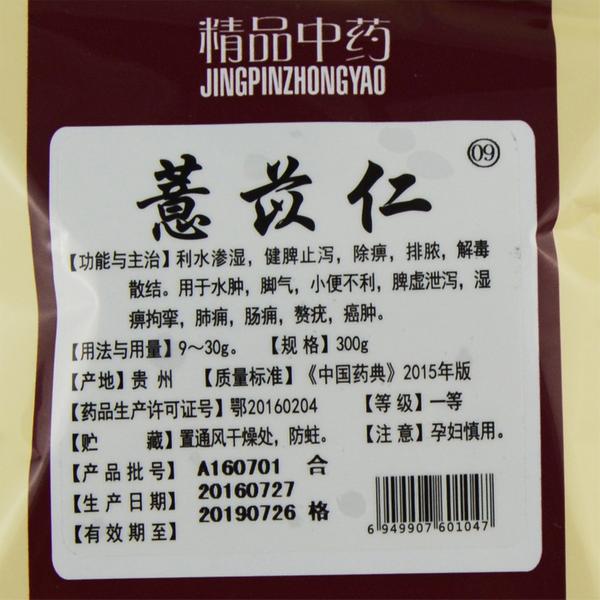 精品中药
JINGPINZHONGYAO
09
薏苡仁
【功能与主治】利水渗湿，健脾止泻，除痹，排脓，解毒
散结。用于水肿，脚气，小便不利，脾虚泄泻，湿
痹拘挛，肺痈，肠痈，赘疣，癌肿。
【用法与用量】9～30g。 【规 格】300g
【产地】贵 州 【质量标准】《中国药典》2015年版
【药品生产许可证号】鄂20160204 【等 级】一等
【贮 藏】置通风干燥处，防蛀。 【注 意】孕妇慎用。
【产 品 批 号】 A160701 合
【生 产 日 期】 20160727
【有 效 期 至】 20190726 格
6 949907 601047